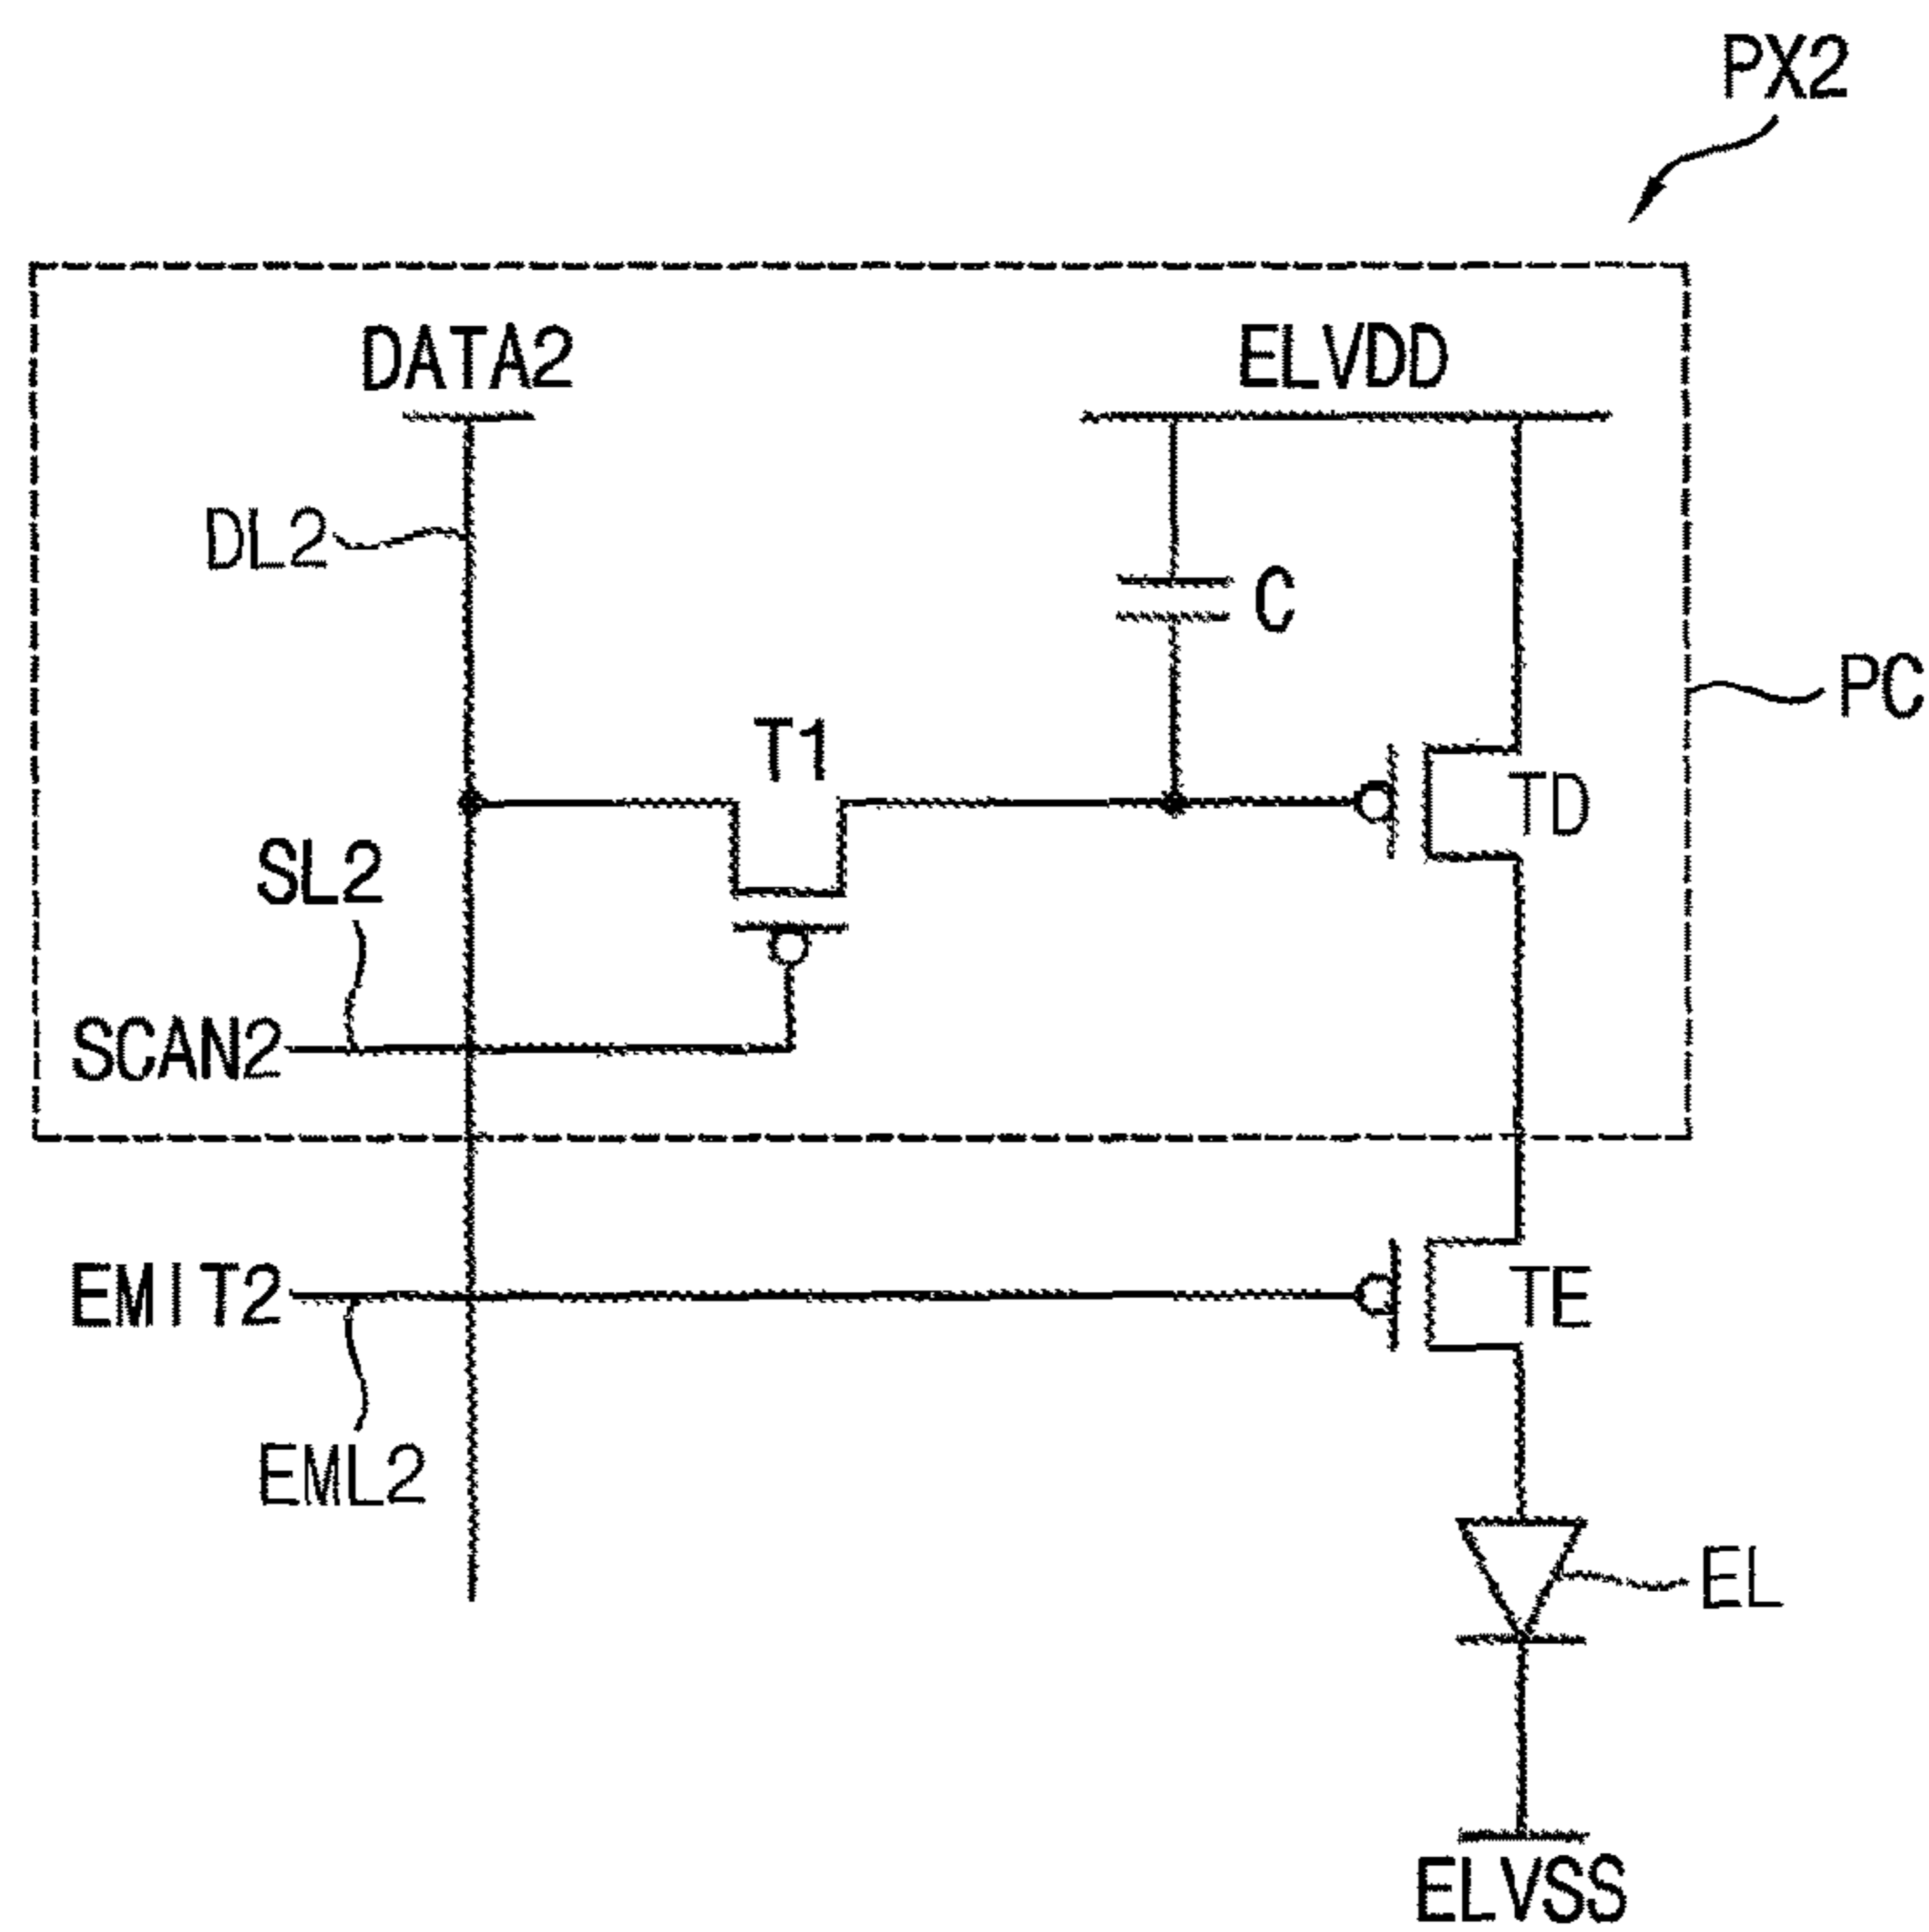 PX2
DATA2
ELVDD
DL2
C
PC
T1
TD
SL2
SCAN2
EMIT2
TE
EML2
EL
ELVSS